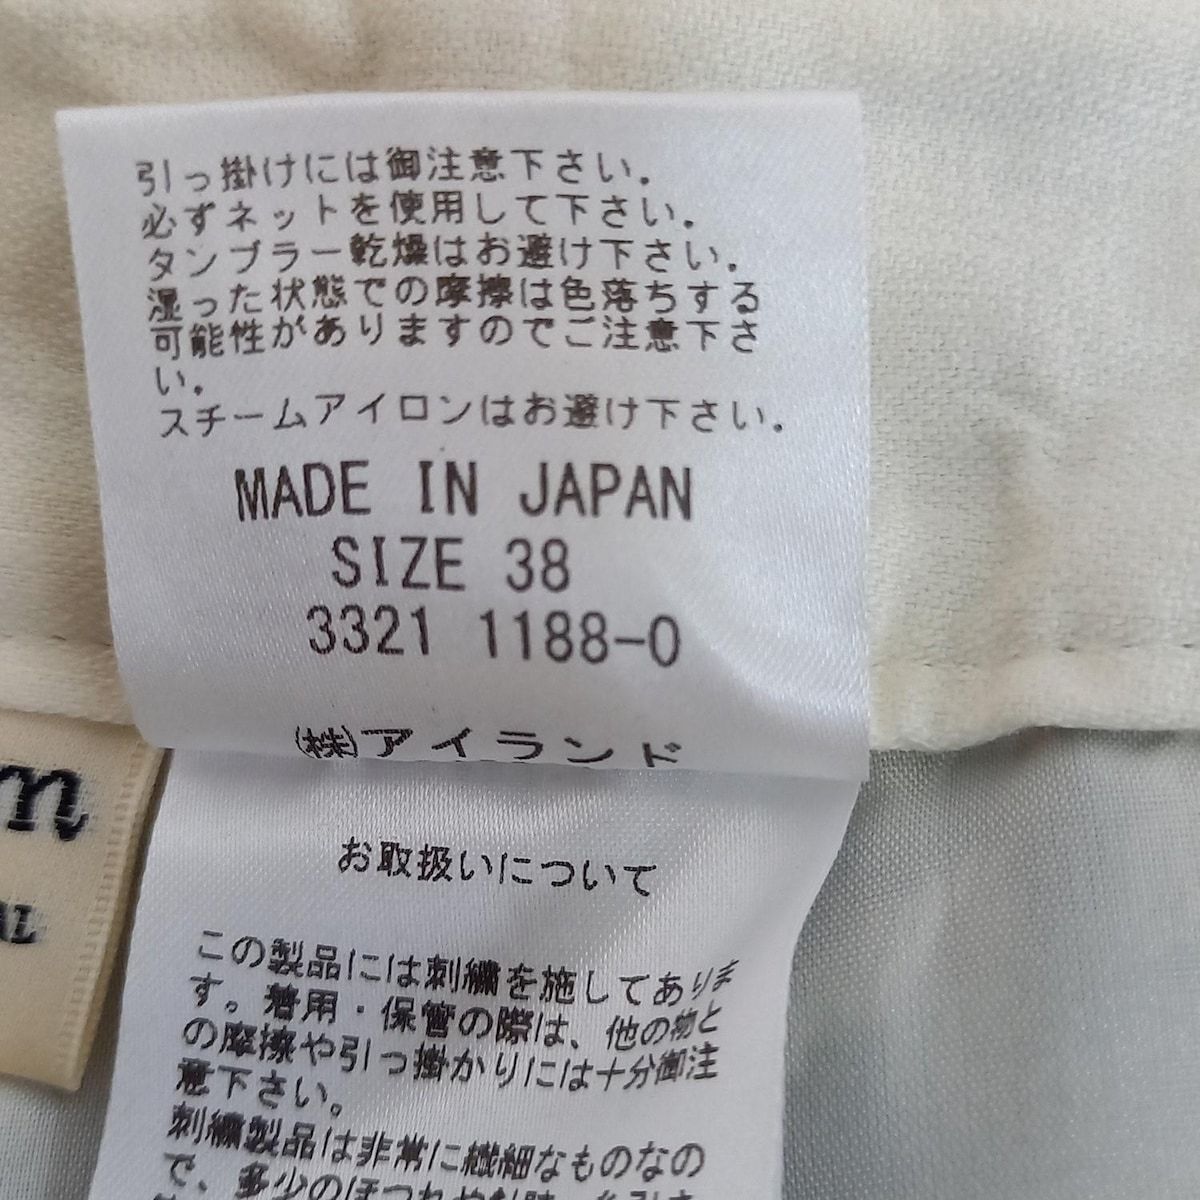 引っ掛けには御注意下さい.
必ずネットを使用して下さい.
タンブラー乾燥はお避け下さい.
湿った状態での摩擦は色落ちする
可能性がありますのでご注意下さ
い.
スチームアイロンはお避け下さい.
MADE IN JAPAN
SIZE 38
3321 1188-0
㈱アイランド
お取扱いについて
この製品には刺繍を施してありま
す。着用・保管の際は、他の物と
の摩擦や引っ掛かりには十分御注
意下さい。
刺繍製品は非常に繊細なものなの
で、多少のほつれや